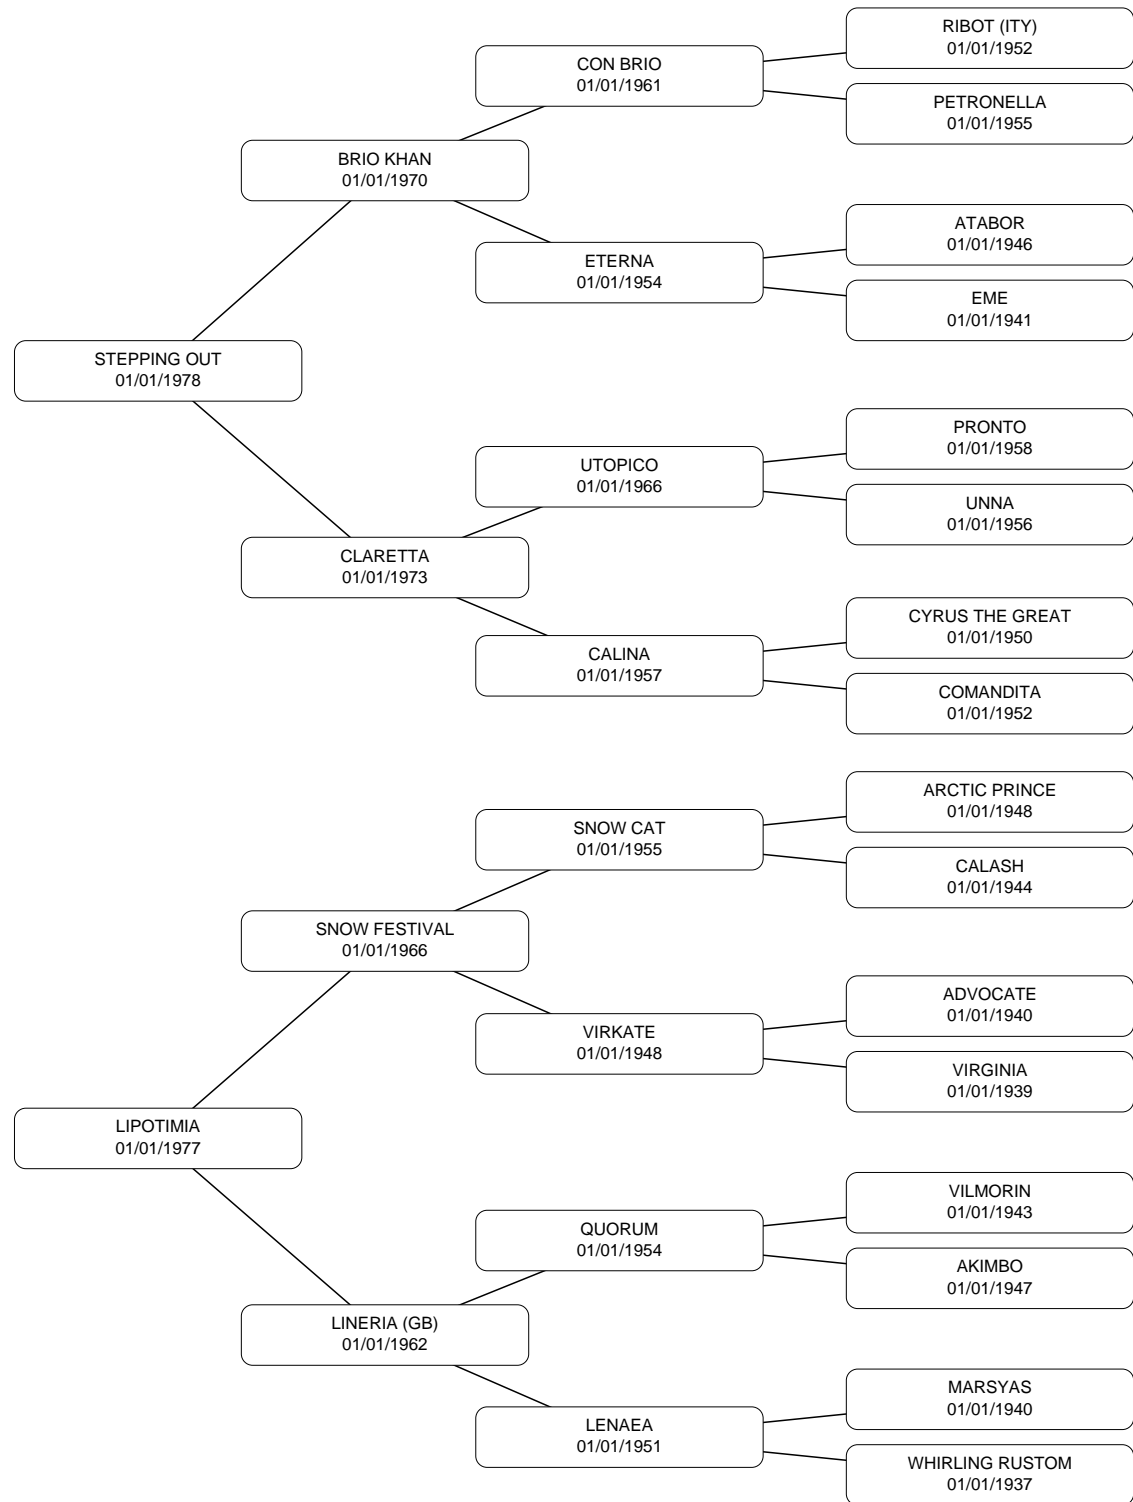 RIBOT (ITY)
01/01/1952
CON BRIO
01/01/1961
PETRONELLA
01/01/1955
BRIO KHAN
01/01/1970
ATABOR
01/01/1946
ETERNA
01/01/1954
EME
01/01/1941
STEPPING OUT
01/01/1978
PRONTO
01/01/1958
UTOPICO
01/01/1966
UNNA
01/01/1956
CLARETTA
01/01/1973
CYRUS THE GREAT
01/01/1950
CALINA
01/01/1957
COMANDITA
01/01/1952
ARCTIC PRINCE
01/01/1948
SNOW CAT
01/01/1955
CALASH
01/01/1944
SNOW FESTIVAL
01/01/1966
ADVOCATE
01/01/1940
VIRKATE
01/01/1948
VIRGINIA
01/01/1939
LIPOTIMIA
01/01/1977
VILMORIN
01/01/1943
QUORUM
01/01/1954
AKIMBO
01/01/1947
LINERIA (GB)
01/01/1962
MARSYAS
01/01/1940
LENAEA
01/01/1951
WHIRLING RUSTOM
01/01/1937